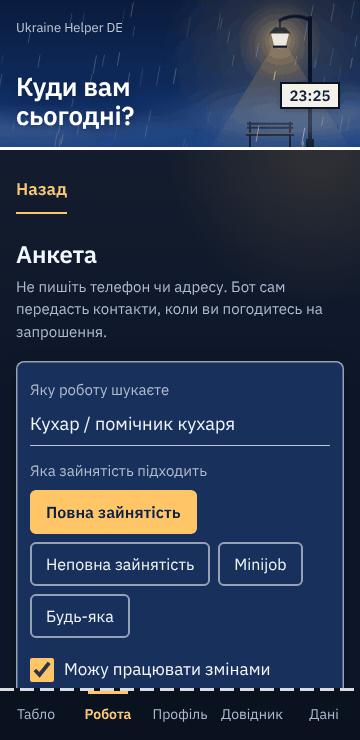 Ukraine Helper DE
Куди вам
сьогодні?
23:25
Назад
Анкета
Не пишіть телефон чи адресу. Бот сам
передасть контакти, коли ви погодитесь на
запрошення.
Яку роботу шукаєте
Кухар / помічник кухаря
Яка зайнятість підходить
Повна зайнятість
Неповна зайнятість Minijob
Будь-яка
Можу працювати змінами
Табло Робота Профіль Довідник Дані